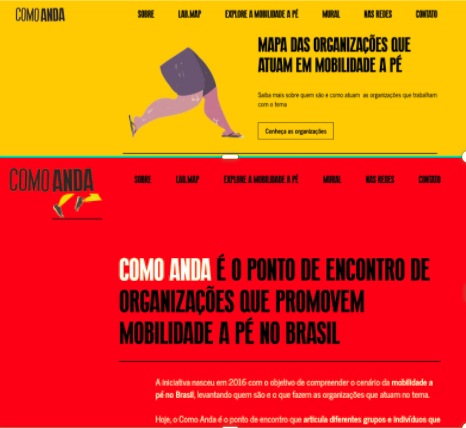 COMO ANDA
SOBRE LAB.MAP EXPLORE A MOBILIDADE A PÉ MURAL NAS REDES CONTATO
MAPA DAS ORGANIZAÇÕES QUE
ATUAM EM MOBILIDADE A PÉ
Saiba mais sobre quem são e como atuam as organizações que trabalham
com o tema
Conheça as organizações
COMO ANDA
SOBRE LAB.MAP EXPLORE A MOBILIDADE A PÉ MURAL NAS REDES CONTATO
COMO ANDA É O PONTO DE ENCONTRO DE
ORGANIZAÇÕES QUE PROMOVEM
MOBILIDADE A PÉ NO BRASIL
A iniciativa nasceu em 2016 com o objetivo de compreender o cenário da mobilidade a
pé no Brasil, levantando quem são e o que fazem as organizações que atuam no tema.
Hoje, o Como Anda é o ponto de encontro que articula diferentes grupos e indivíduos que